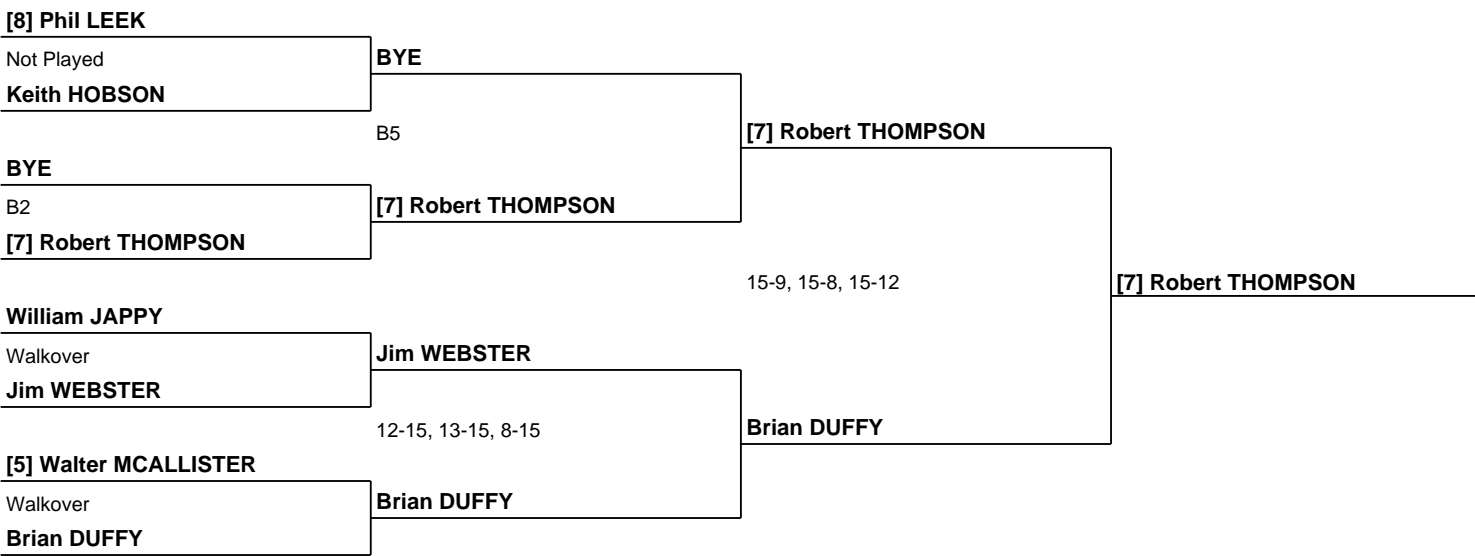 [8] Phil LEEK
Not Played
Keith HOBSON
BYE
B2
[7] Robert THOMPSON
William JAPPY
Walkover
Jim WEBSTER
[5] Walter MCALLISTER
Walkover
Brian DUFFY
BYE
B5
[7] Robert THOMPSON
Jim WEBSTER
12-15, 13-15, 8-15
Brian DUFFY
[7] Robert THOMPSON
15-9, 15-8, 15-12
Brian DUFFY
[7] Robert THOMPSON